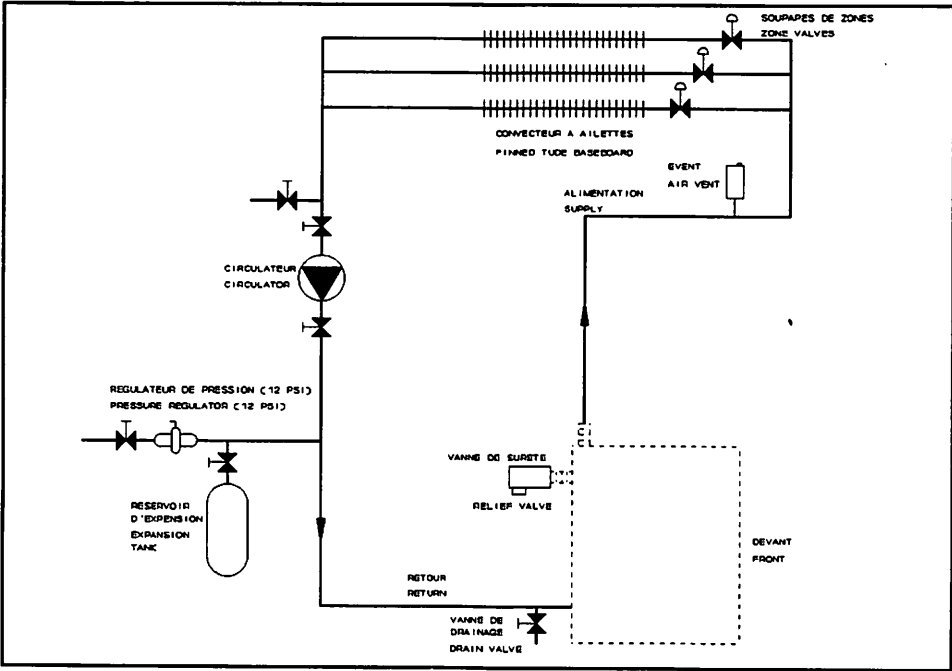 SOUPAPES DE ZONES
ZONE VALVES
CONVECTEUR A AILETTES
FINNED TUDE BASEBOARD
EVENT
AIR VENT
ALIMENTATION
SUPPLY
CIRCULATEUR
CIRCULATOR
REGULATEUR DE PRESSION (12 PSI)
PRESSURE REGULATOR (12 PSI)
VANNE DE SURETE
RELIEF VALVE
RESERVOIR
D'EXPENSION
EXPANSION
TANK
DEVANT
FRONT
RETOUR
RETURN
VANNE DE
DRAINAGE
DRAIN VALVE